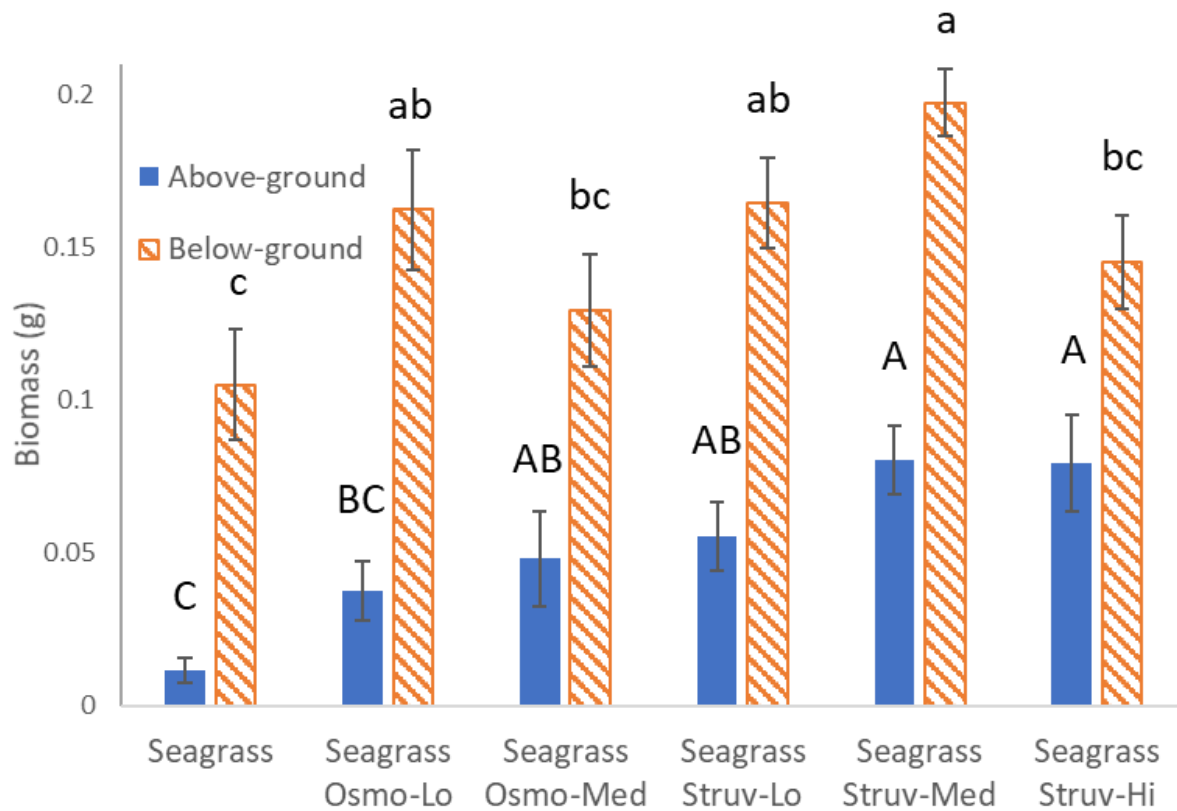 a
0.2
ab
ab
Above-ground
bc
bc
0.15
Below-ground
c
Biomass (g)
A
A
0.1
AB
AB
BC
0.05
C
0
Seagrass
Seagrass Osmo-Lo
Seagrass Osmo-Med
Seagrass Struv-Lo
Seagrass Struv-Med
Seagrass Struv-Hi